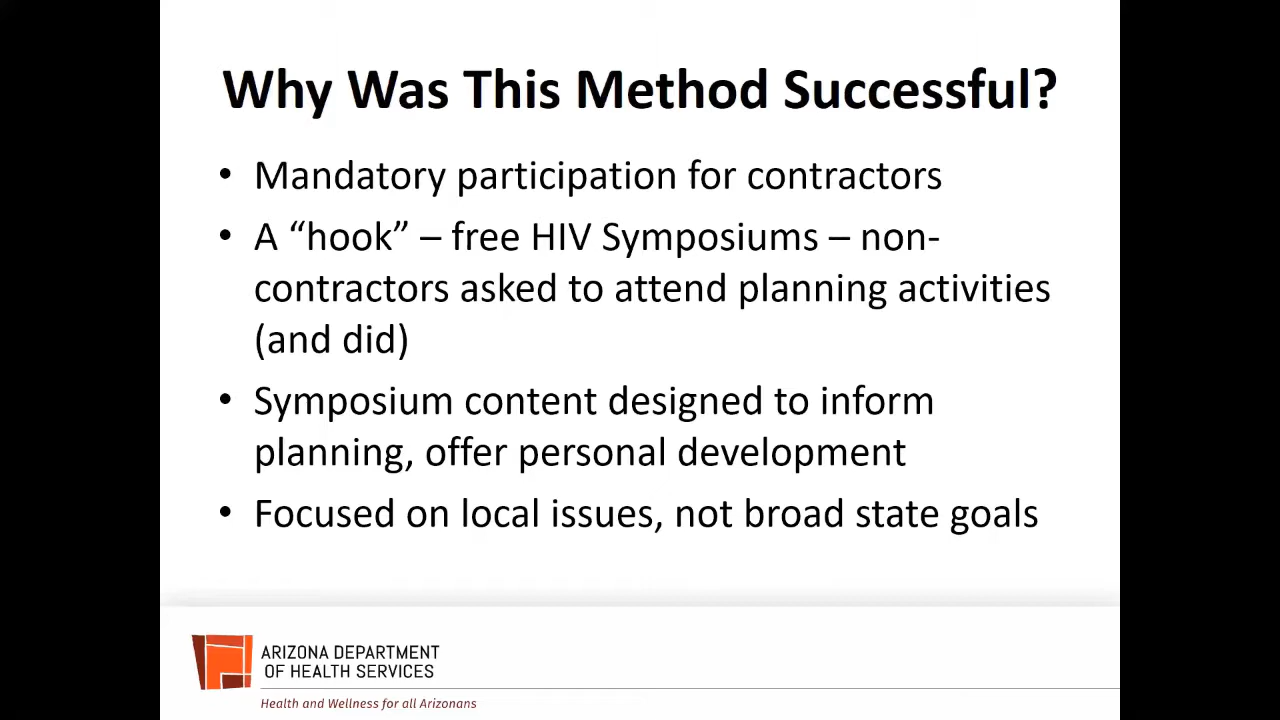 Why Was This Method Successful?
• Mandatory participation for contractors
• A “hook” – free HIV Symposiums – non-
contractors asked to attend planning activities
(and did)
• Symposium content designed to inform
planning, offer personal development
• Focused on local issues, not broad state goals
ARIZONA DEPARTMENT
OF HEALTH SERVICES
Health and Wellness for all Arizonans